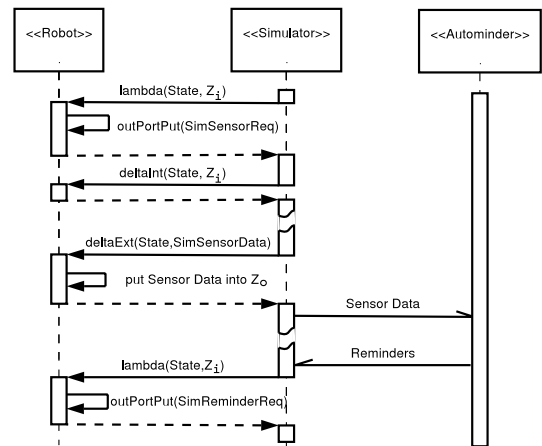 <<Robot>>
<<Simulator>>
<<Autominder>>
lambda(State, Zi)
outPortPut(SimSensorReq)
deltaInt(State, Zi)
deltaExt(State,SimSensorData)
put Sensor Data into Zo
Sensor Data
Reminders
lambda(State,Zi)
outPortPut(SimReminderReq)